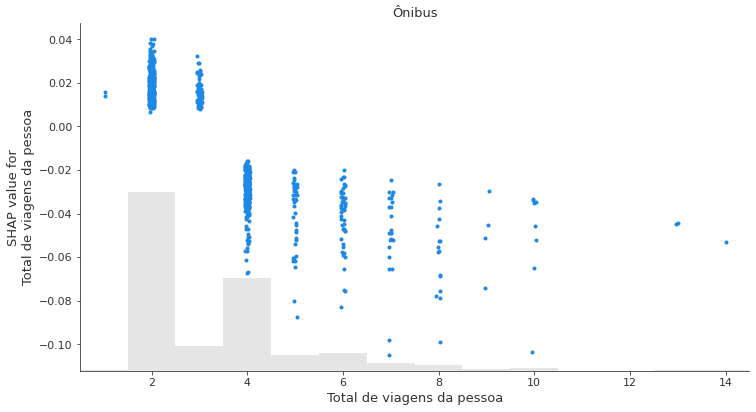 Ônibus
0.04
0.02
0.00
−0.02
−0.04
−0.06
−0.08
−0.10
SHAP value for
Total de viagens da pessoa
2 4 6 8 10 12 14
Total de viagens da pessoa